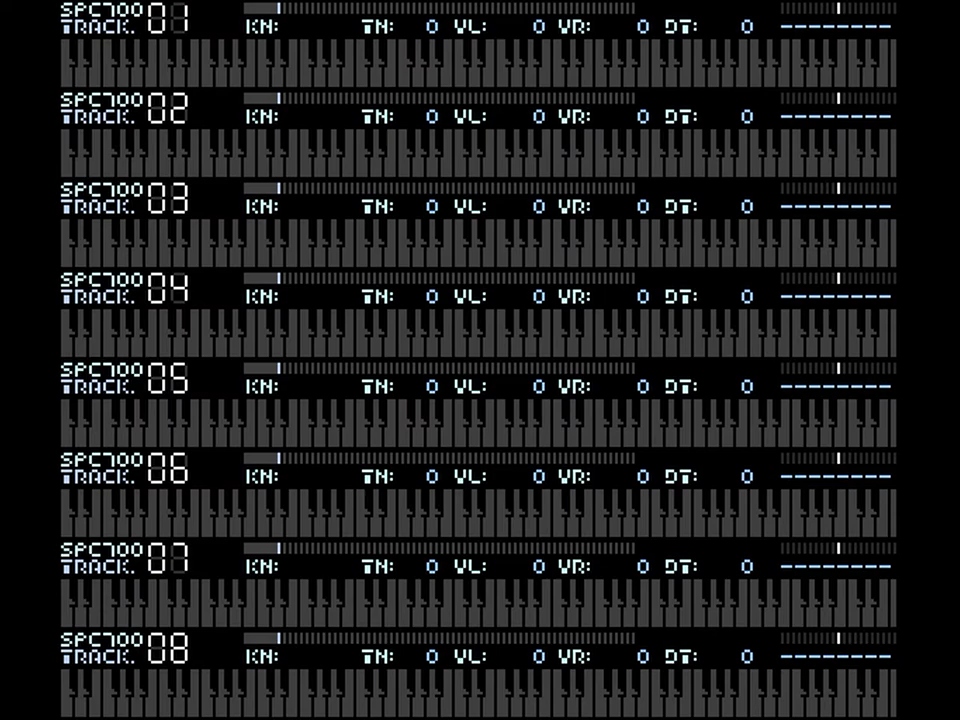 SPC700 01
TRACK. KN: TN: 0 VL: 0 VR: 0 DT: 0 --------
SPC700 02
TRACK. KN: TN: 0 VL: 0 VR: 0 DT: 0 --------
SPC700 03
TRACK. KN: TN: 0 VL: 0 VR: 0 DT: 0 --------
SPC700 04
TRACK. KN: TN: 0 VL: 0 VR: 0 DT: 0 --------
SPC700 05
TRACK. KN: TN: 0 VL: 0 VR: 0 DT: 0 --------
SPC700 06
TRACK. KN: TN: 0 VL: 0 VR: 0 DT: 0 --------
SPC700 07
TRACK. KN: TN: 0 VL: 0 VR: 0 DT: 0 --------
SPC700 08
TRACK. KN: TN: 0 VL: 0 VR: 0 DT: 0 --------